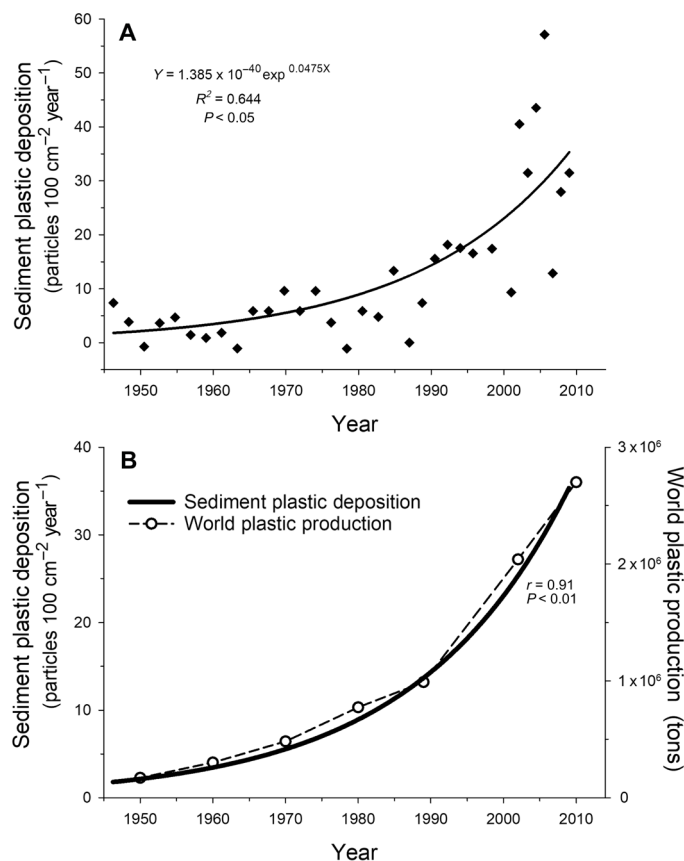 A
Y = 1.385 x 10⁻⁴⁰ exp ⁰·⁰⁴⁷⁵ˣ
R² = 0.644
P < 0.05
Sediment plastic deposition
(particles 100 cm⁻² year⁻¹)
60
50
40
30
20
10
0
1950 1960 1970 1980 1990 2000 2010
Year
B
Sediment plastic deposition
World plastic production
r = 0.91
P < 0.01
Sediment plastic deposition
(particles 100 cm⁻² year⁻¹)
40
30
20
10
0
3 x 10⁶
2 x 10⁶
1 x 10⁶
0
World plastic production (tons)
1950 1960 1970 1980 1990 2000 2010
Year